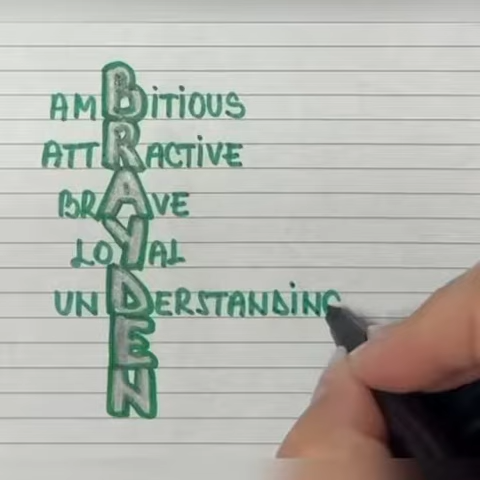 AMBiTiOUS
ATTRACTiVE
BRAVE
LOYAL
UNDERSTANDiNG
E
N